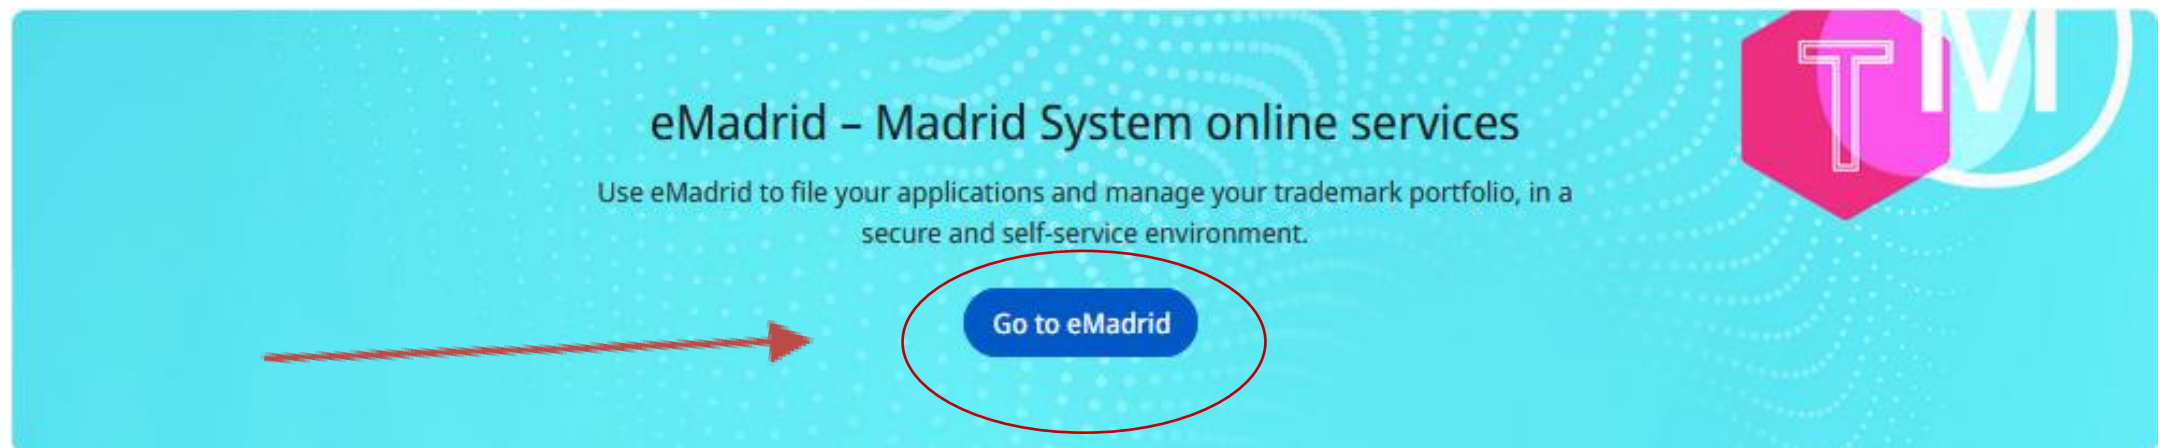 eMadrid – Madrid System online services
Use eMadrid to file your applications and manage your trademark portfolio, in a
secure and self-service environment.
Go to eMadrid
TM